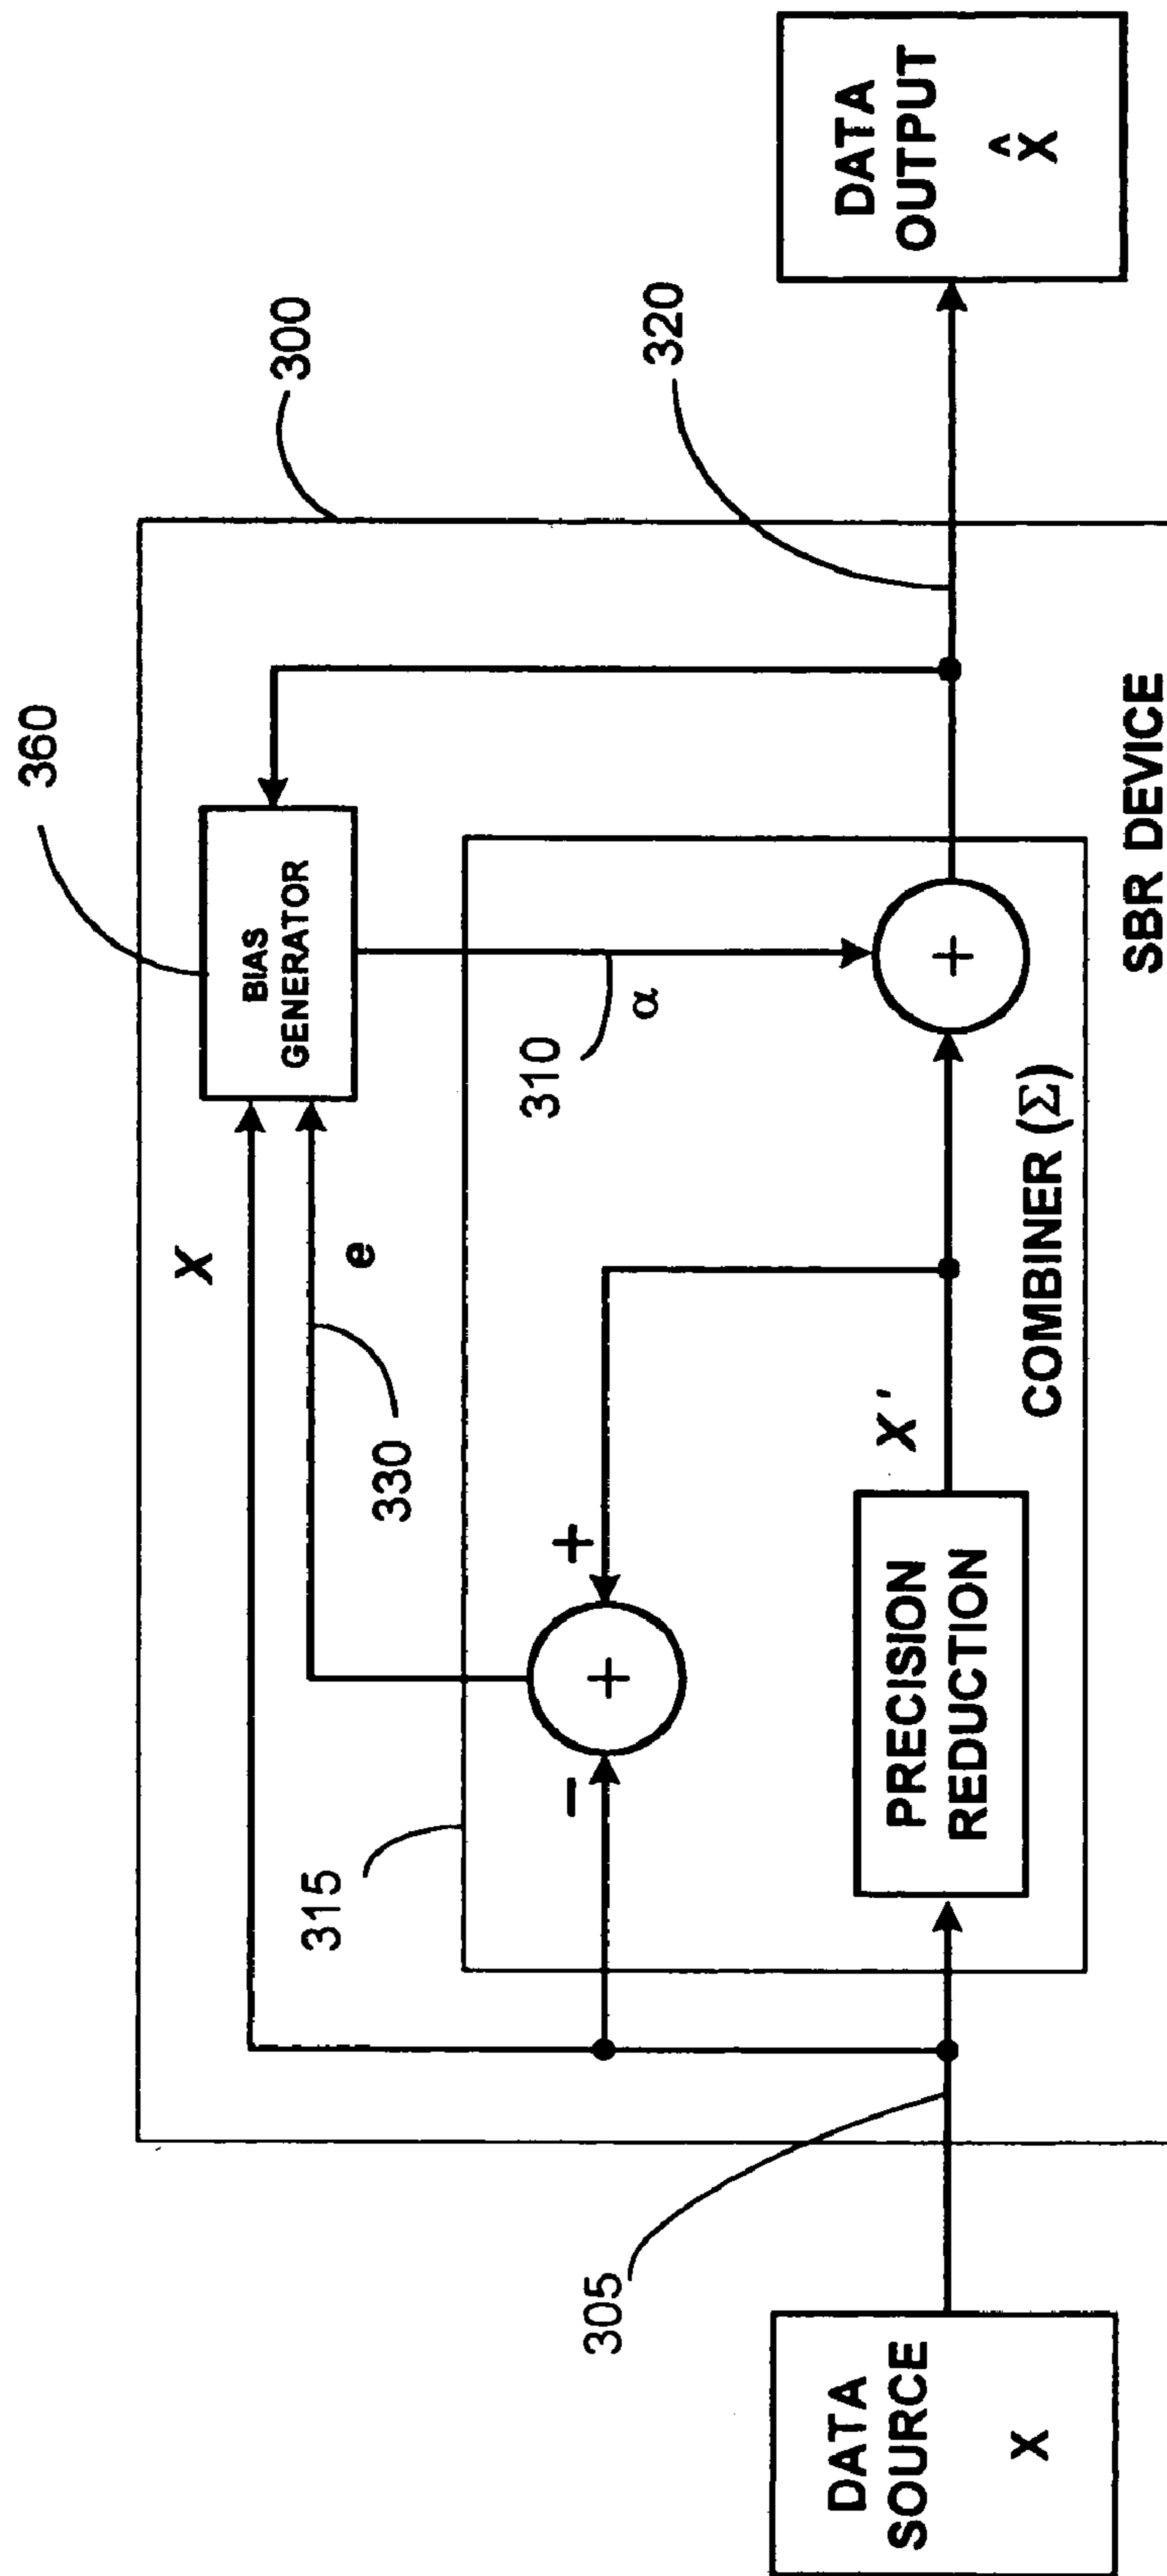 360
300
X
BIAS
GENERATOR
e
330
320
315
310
α
+
−
+
+
DATA
SOURCE
X
305
PRECISION
REDUCTION
X'
COMBINER (Σ)
DATA
OUTPUT
X̂
SBR DEVICE